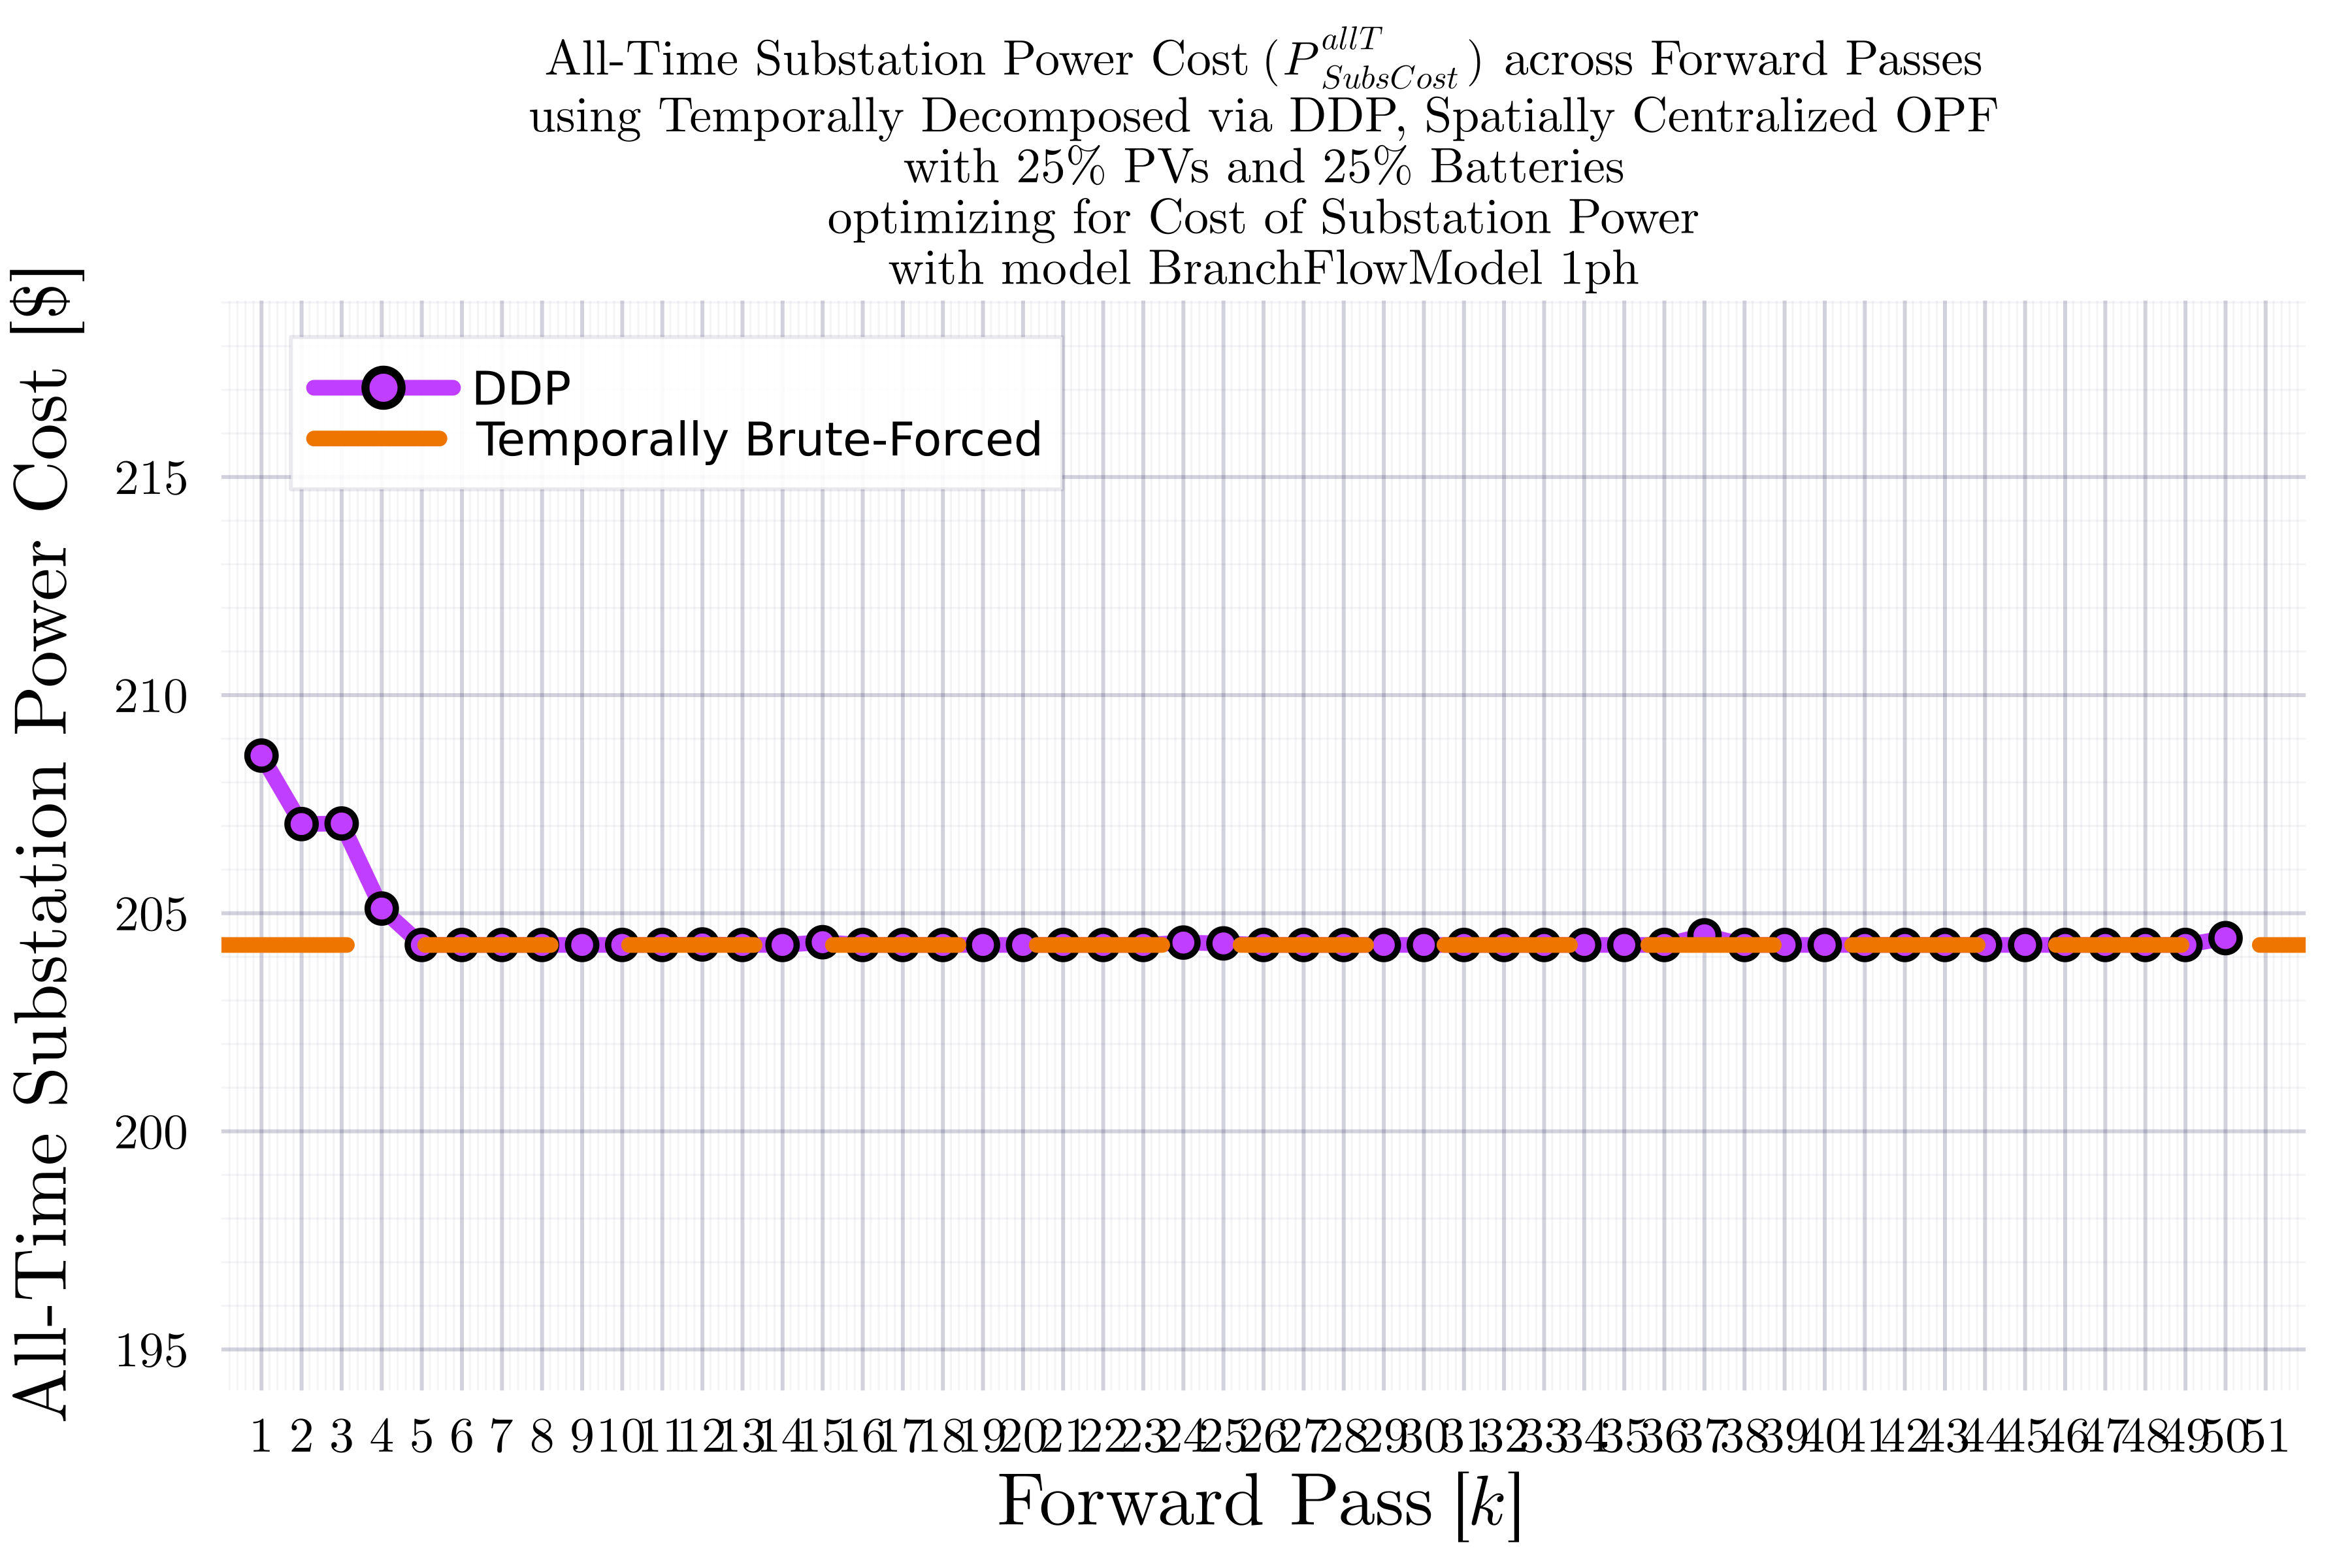 All-Time Substation Power Cost (P^{allT}_{SubsCost}) across Forward Passes
using Temporally Decomposed via DDP, Spatially Centralized OPF
with 25% PVs and 25% Batteries
optimizing for Cost of Substation Power
with model BranchFlowModel 1ph
All-Time Substation Power Cost [$]
DDP
Temporally Brute-Forced
215
210
205
200
195
1 2 3 4 5 6 7 8 9 10 11 12 13 14 15 16 17 18 19 20 21 22 23 24 25 26 27 28 29 30 31 32 33 34 35 36 37 38 39 40 41 42 43 44 45 46 47 48 49 50 51
Forward Pass [k]